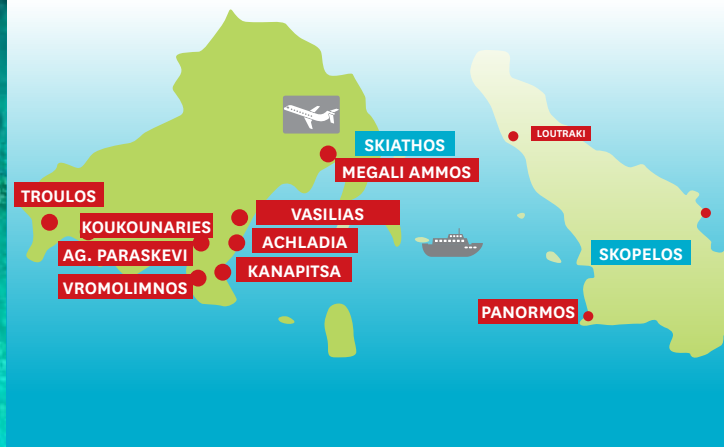 LOUTRAKI
SKIATHOS
MEGALI AMMOS
TROULOS
VASILIAS
KOUKOUNARIES
ACHLADIA
AG. PARASKEVI
SKOPELOS
KANAPITSA
VROMOLIMNOS
PANORMOS